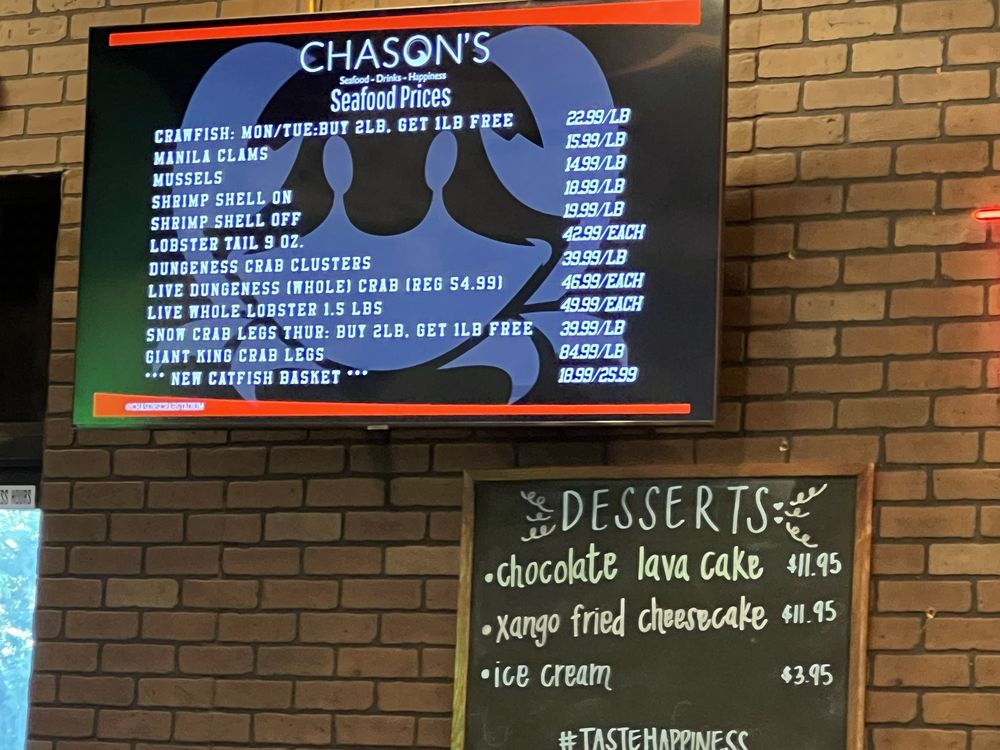 CHASON'S
Seafood - Drinks - Happiness
Seafood Prices
CRAWFISH: MON/TUE:BUY 2LB, GET 1LB FREE 22.99/LB
MANILA CLAMS 15.99/LB
MUSSELS 14.99/LB
SHRIMP SHELL ON 18.99/LB
SHRIMP SHELL OFF 19.99/LB
LOBSTER TAIL 9 OZ. 42.99/EACH
DUNGENESS CRAB CLUSTERS 39.99/LB
LIVE DUNGENESS (WHOLE) CRAB (REG 54.99) 46.99/EACH
LIVE WHOLE LOBSTER 1.5 LBS 49.99/EACH
SNOW CRAB LEGS THUR: BUY 2LB, GET 1LB FREE 39.99/LB
GIANT KING CRAB LEGS 84.99/LB
*** NEW CATFISH BASKET *** 18.99/25.99
SS HOURS
DESSERTS
•chocolate lava cake $11.95
•xango fried cheesecake $11.95
•ice cream $3.95
#TASTEHAPPINESS